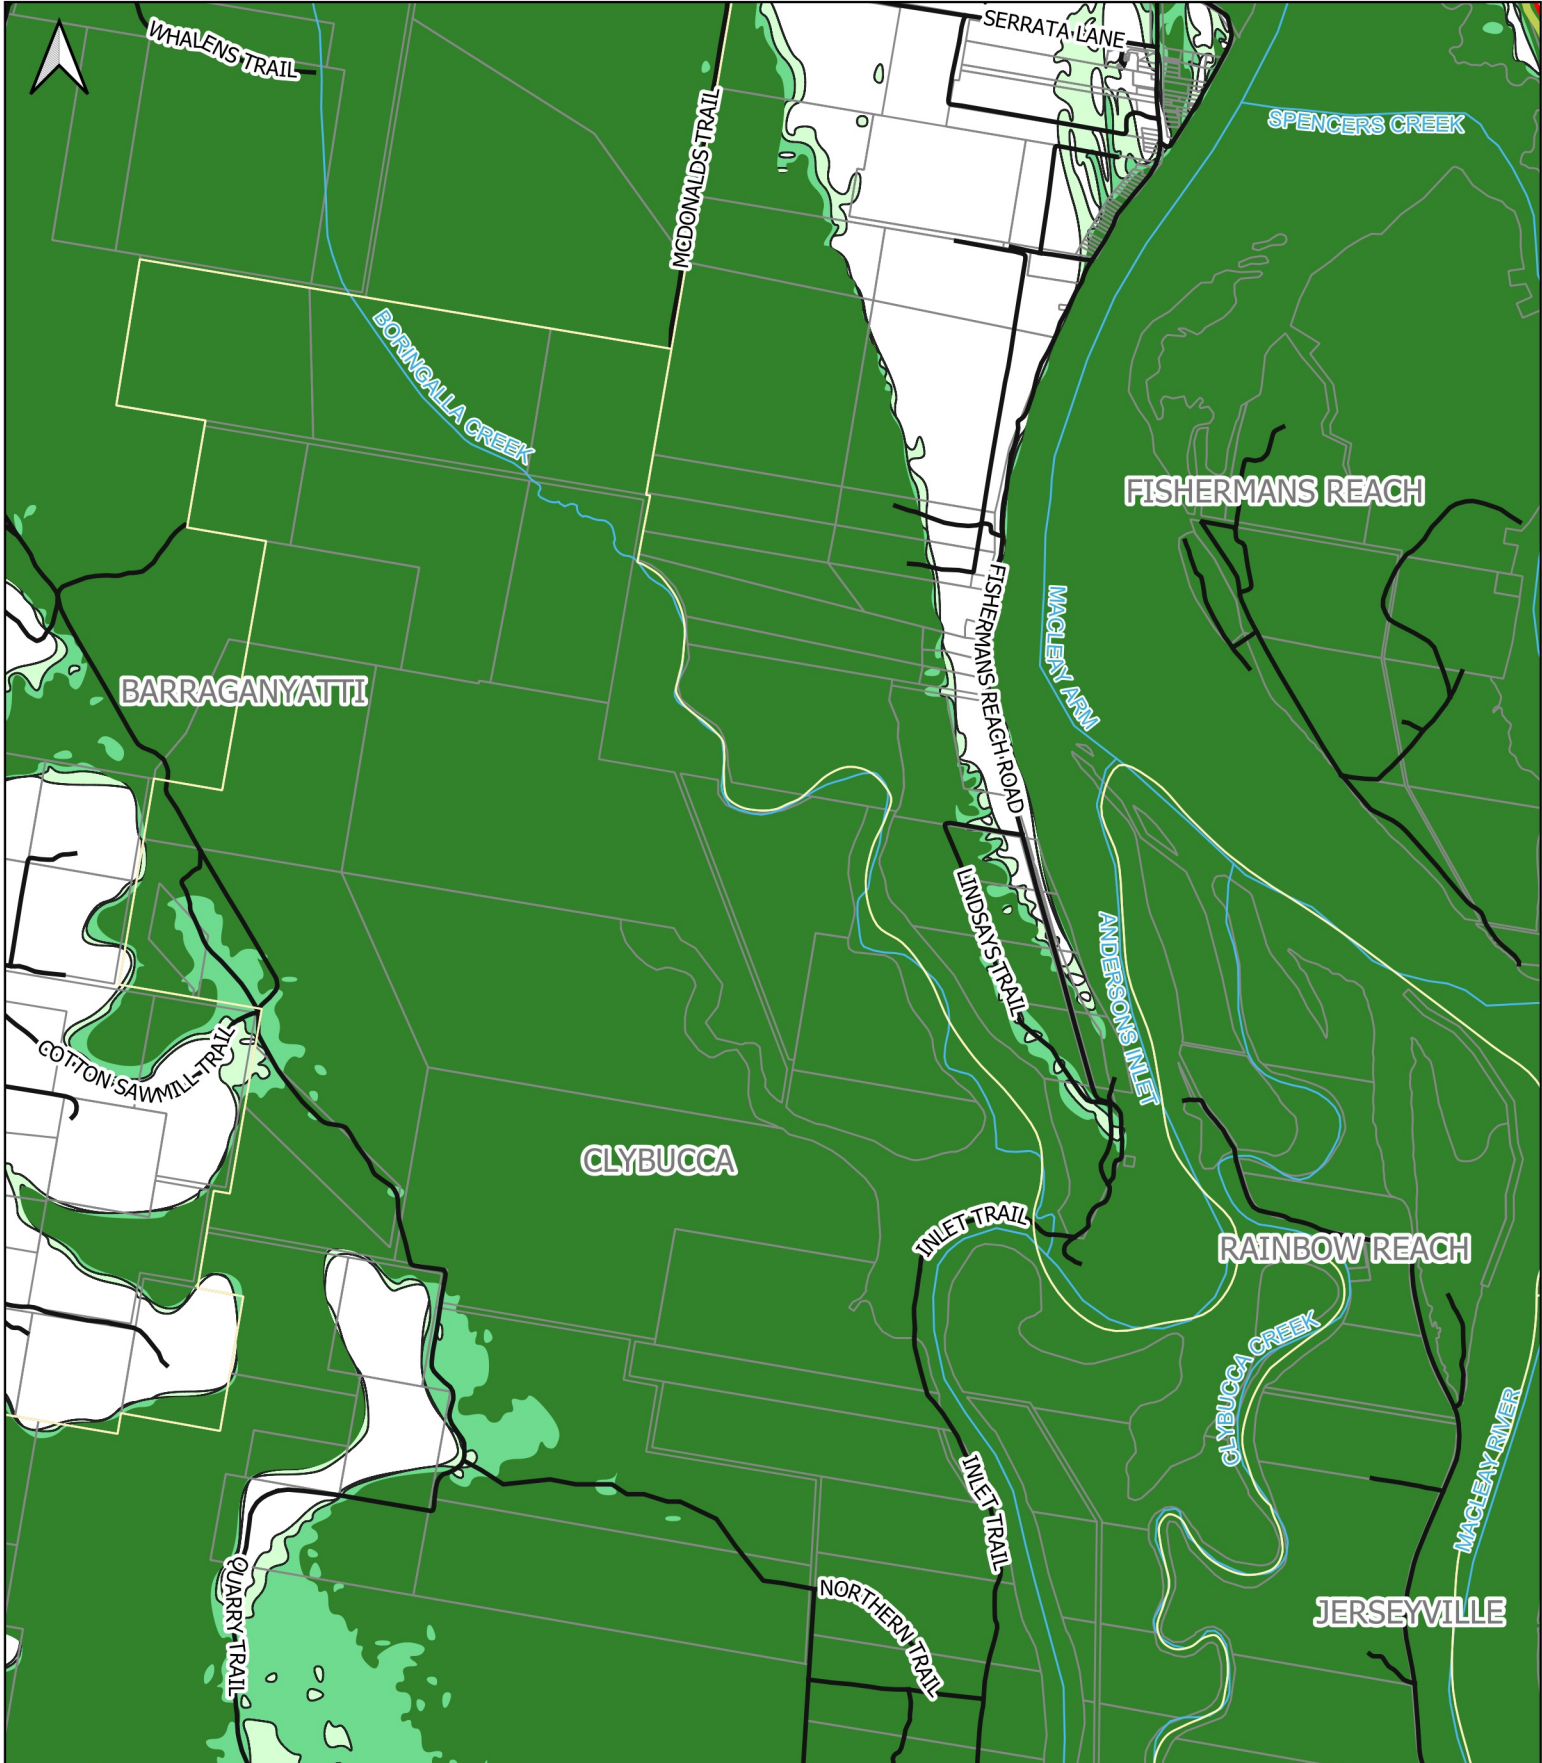 SERRATA LANE
WHALENS TRAIL
MCDONALDS TRAIL
SPENCERS CREEK
BORINGALLA CREEK
FISHERMANS REACH
FISHERMANS REACH ROAD
MACLEAY ARM
BARRAGANYATTI
LINDSAYS TRAIL
ANDERSONS INLET
COTTON SAWMILL TRAIL
CLYBUCCA
INLET TRAIL
RAINBOW REACH
CLYBUCCA CREEK
MACLEAY RIVER
INLET TRAIL
QUARRY TRAIL
NORTHERN TRAIL
JERSEYVILLE